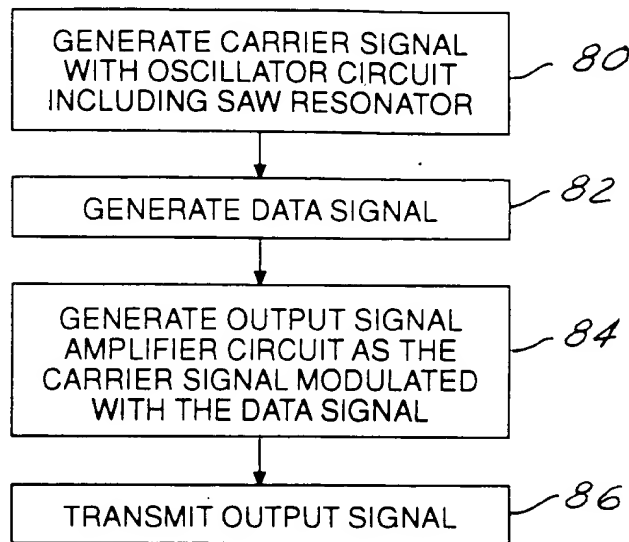 GENERATE CARRIER SIGNAL
WITH OSCILLATOR CIRCUIT
INCLUDING SAW RESONATOR
80
GENERATE DATA SIGNAL
82
GENERATE OUTPUT SIGNAL
AMPLIFIER CIRCUIT AS THE
CARRIER SIGNAL MODULATED
WITH THE DATA SIGNAL
84
TRANSMIT OUTPUT SIGNAL
86